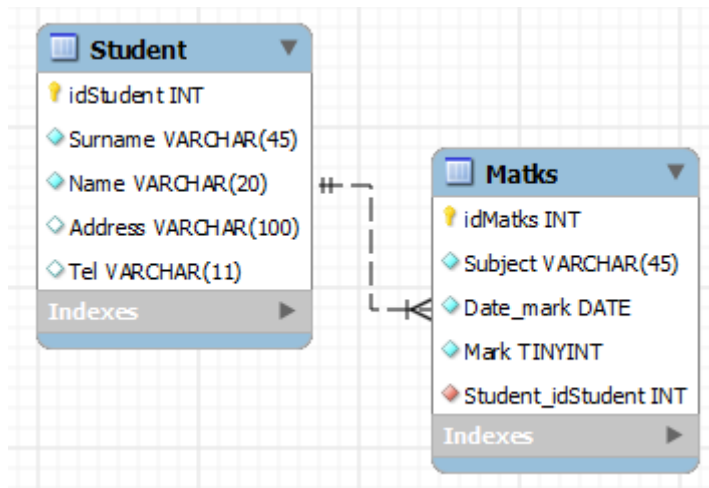 Student
idStudent INT
Surname VARCHAR(45)
Name VARCHAR(20)
Address VARCHAR(100)
Tel VARCHAR(11)
Indexes
Matks
idMatks INT
Subject VARCHAR(45)
Date_mark DATE
Mark TINYINT
Student_idStudent INT
Indexes